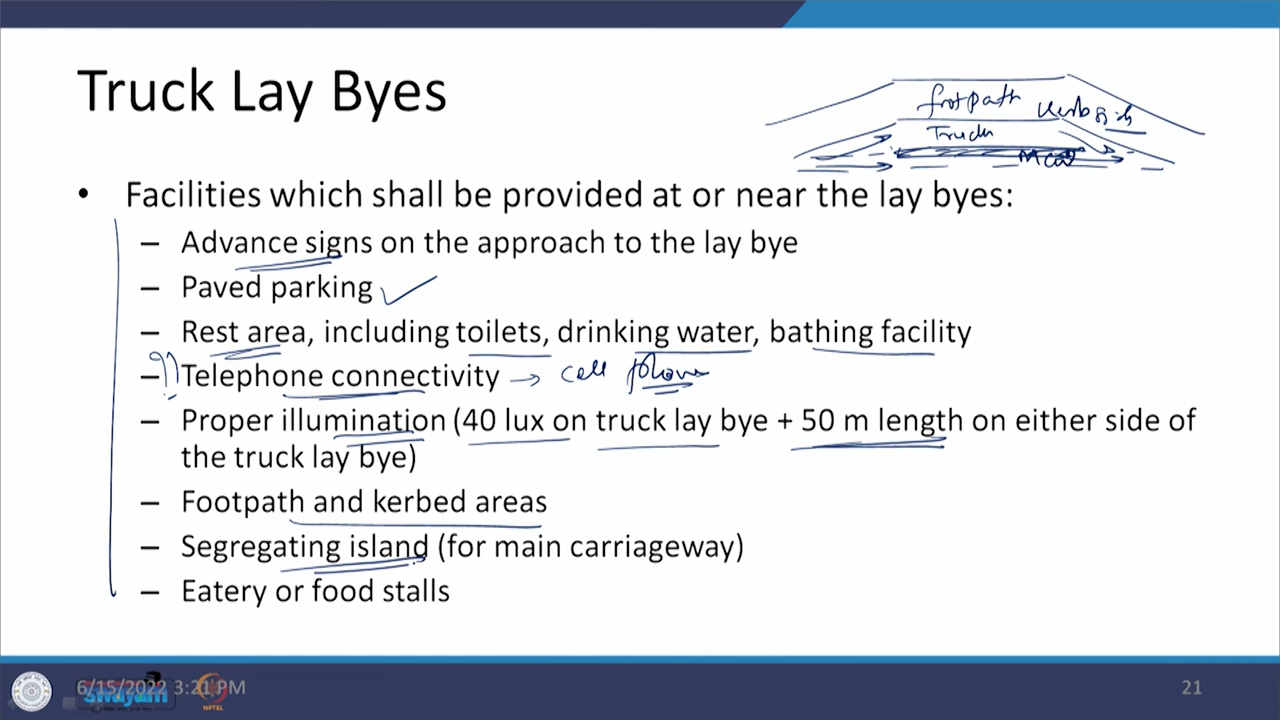 Truck Lay Byes
footpath
Truck
• Facilities which shall be provided at or near the lay byes:
– Advance signs on the approach to the lay bye
– Paved parking
– Rest area, including toilets, drinking water, bathing facility
– Telephone connectivity → cell phone
– Proper illumination (40 lux on truck lay bye + 50 m length on either side of
the truck lay bye)
– Footpath and kerbed areas
– Segregating island (for main carriageway)
– Eatery or food stalls
6/15/2022 3:21 PM
swayam
NPTEL
21